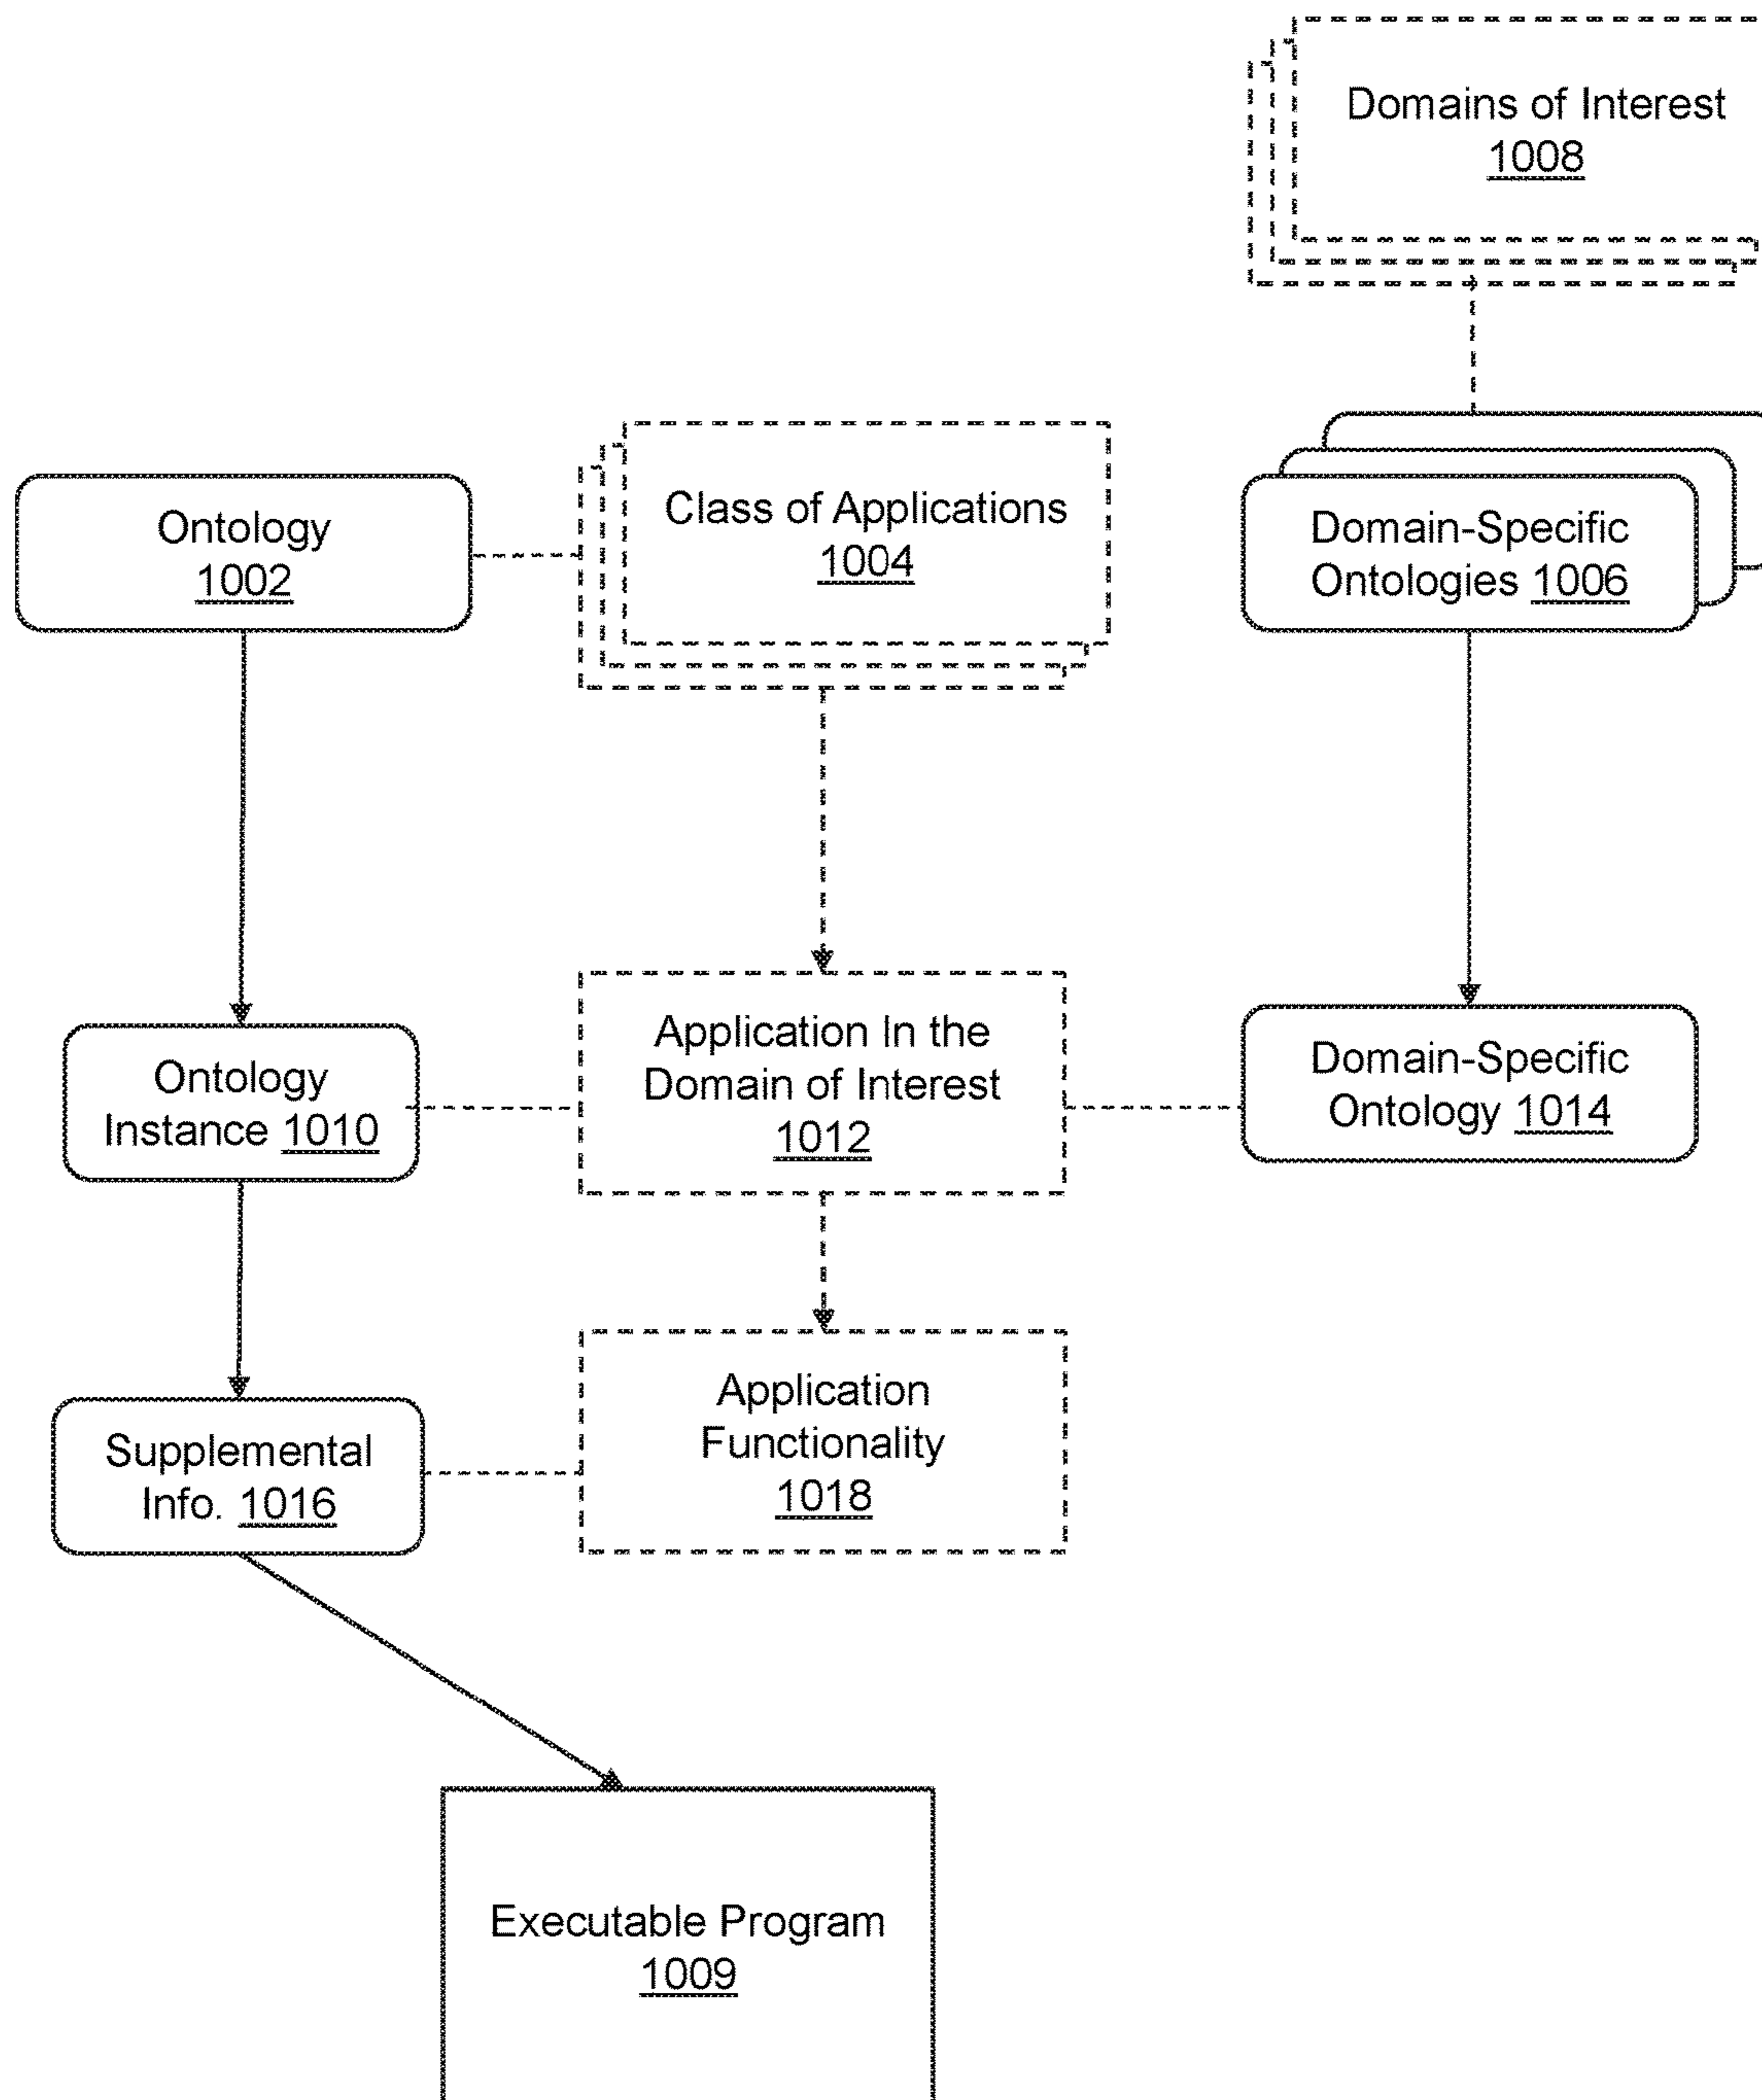 Domains of Interest
1008
Ontology
1002
Class of Applications
1004
Domain-Specific
Ontologies 1006
Ontology
Instance 1010
Application In the
Domain of Interest
1012
Domain-Specific
Ontology 1014
Supplemental
Info. 1016
Application
Functionality
1018
Executable Program
1009